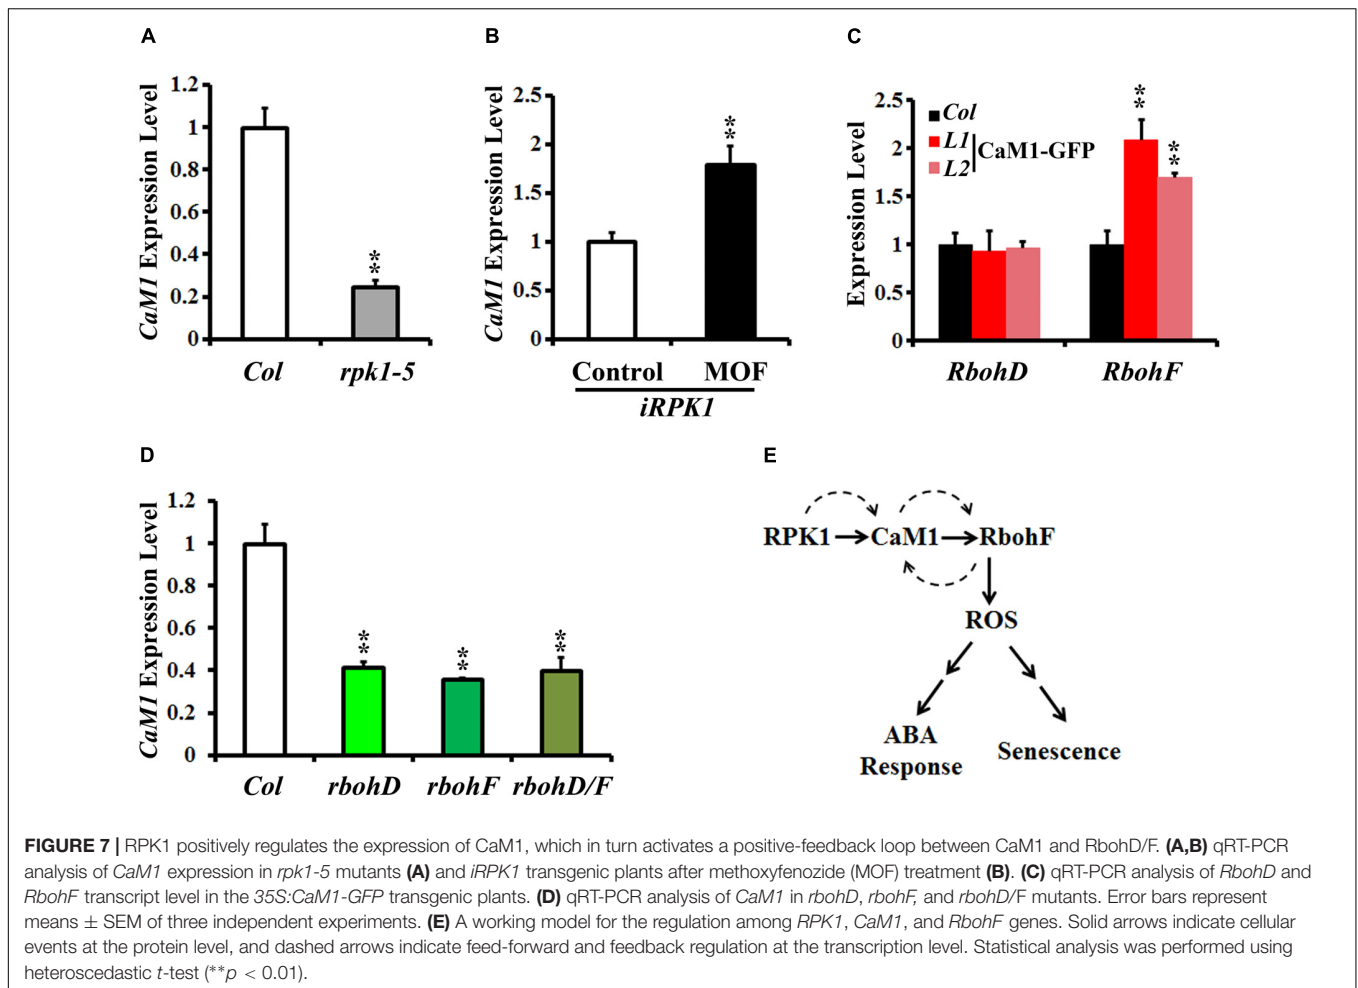 A
CaM1 Expression Level
1.2
1
0.8
0.6
0.4
0.2
0
**
Col
rpk1-5
B
CaM1 Expression Level
2.5
2
1.5
1
0.5
0
**
Control
MOF
iRPK1
C
Expression Level
2.5
2
1.5
1
0.5
0
Col
L1
L2
CaM1-GFP
**
**
RbohD
RbohF
D
CaM1 Expression Level
1.2
1
0.8
0.6
0.4
0.2
0
**
**
**
Col
rbohD
rbohF
rbohD/F
E
RPK1
CaM1
RbohF
ROS
ABA
Response
Senescence
FIGURE 7 | RPK1 positively regulates the expression of CaM1, which in turn activates a positive-feedback loop between CaM1 and RbohD/F. (A,B) qRT-PCR
analysis of CaM1 expression in rpk1-5 mutants (A) and iRPK1 transgenic plants after methoxyfenozide (MOF) treatment (B). (C) qRT-PCR analysis of RbohD and
RbohF transcript level in the 35S:CaM1-GFP transgenic plants. (D) qRT-PCR analysis of CaM1 in rbohD, rbohF, and rbohD/F mutants. Error bars represent
means ± SEM of three independent experiments. (E) A working model for the regulation among RPK1, CaM1, and RbohF genes. Solid arrows indicate cellular
events at the protein level, and dashed arrows indicate feed-forward and feedback regulation at the transcription level. Statistical analysis was performed using
heteroscedastic t-test (**p < 0.01).